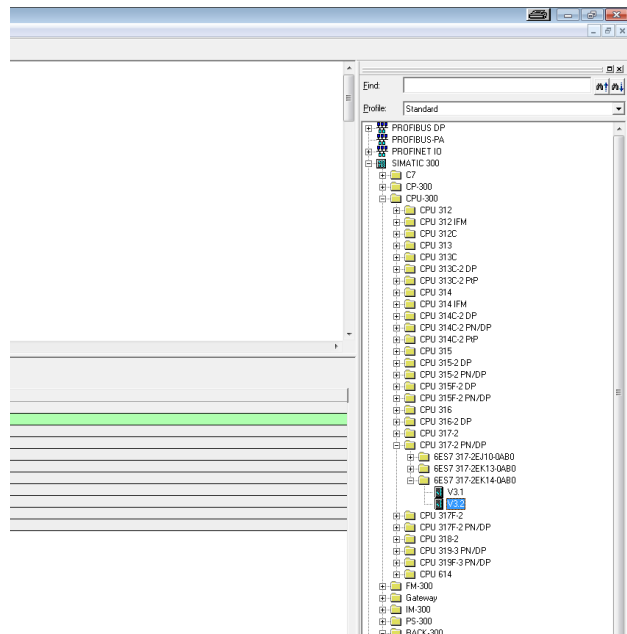 Find:
Profile:
Standard
PROFIBUS DP
PROFIBUS-PA
PROFINET IO
SIMATIC 300
C7
CP-300
CPU-300
CPU 312
CPU 312 IFM
CPU 312C
CPU 313
CPU 313C
CPU 313C-2 DP
CPU 313C-2 PtP
CPU 314
CPU 314 IFM
CPU 314C-2 DP
CPU 314C-2 PN/DP
CPU 314C-2 PtP
CPU 315
CPU 315-2 DP
CPU 315-2 PN/DP
CPU 315F-2 DP
CPU 315F-2 PN/DP
CPU 316
CPU 316-2 DP
CPU 317-2
CPU 317-2 PN/DP
6ES7 317-2EJ10-0AB0
6ES7 317-2EK13-0AB0
6ES7 317-2EK14-0AB0
V3.1
V3.2
CPU 317F-2
CPU 317F-2 PN/DP
CPU 318-2
CPU 319-3 PN/DP
CPU 319F-3 PN/DP
CPU 614
FM-300
Gateway
IM-300
PS-300
RACK-300